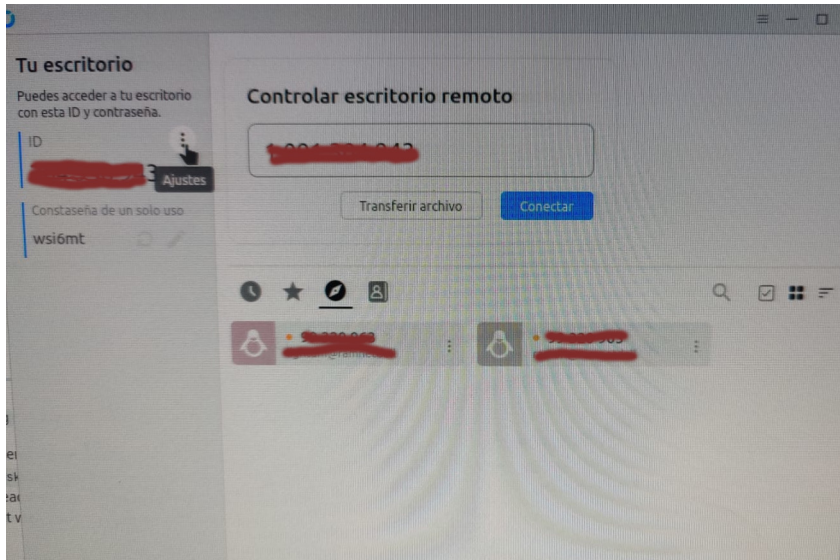 Tu escritorio
Puedes acceder a tu escritorio
con esta ID y contraseña.
ID
Ajustes
Constaseña de un solo uso
wsi6mt
Controlar escritorio remoto
Transferir archivo
Conectar